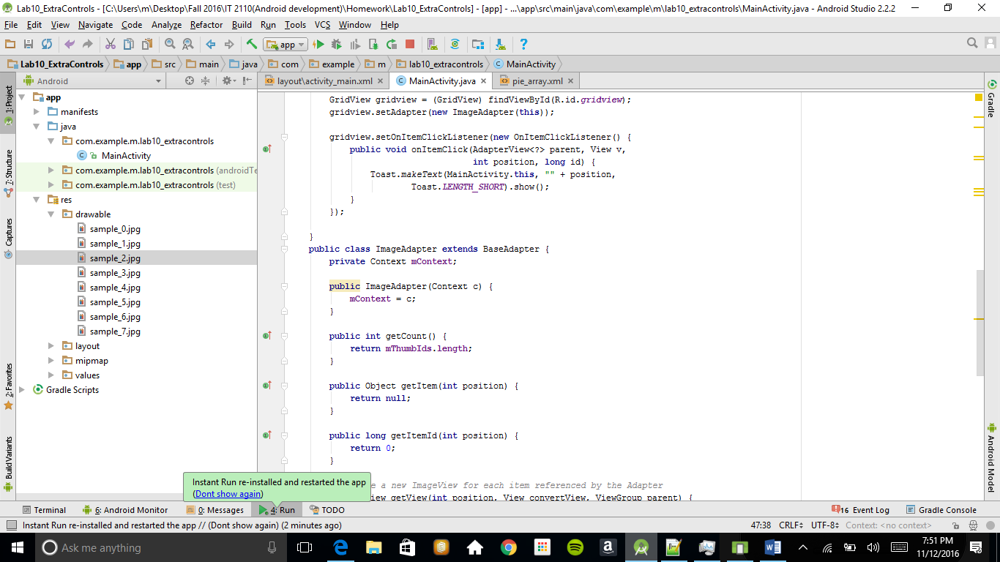 Lab10_ExtraControls - [C:\Users\m\Desktop\Fall 2016\IT 2110(Android development)\Homework\Lab10_ExtraControls] - [app] - ...\app\src\main\java\com\example\m\lab10_extracontrols\MainActivity.java - Android Studio 2.2.2
File Edit View Navigate Code Analyze Refactor Build Run Tools VCS Window Help
app
Lab10_ExtraControls app src main java com example m lab10_extracontrols MainActivity
Android
layout\activity_main.xml MainActivity.java pie_array.xml
1: Project
7: Structure
Captures
2: Favorites
Build Variants
app
manifests
java
com.example.m.lab10_extracontrols
MainActivity
com.example.m.lab10_extracontrols (androidTe
com.example.m.lab10_extracontrols (test)
res
drawable
sample_0.jpg
sample_1.jpg
sample_2.jpg
sample_3.jpg
sample_4.jpg
sample_5.jpg
sample_6.jpg
sample_7.jpg
layout
mipmap
values
Gradle Scripts
GridView gridview = (GridView) findViewById(R.id.gridview);
gridview.setAdapter(new ImageAdapter(this));
gridview.setOnItemClickListener(new OnItemClickListener() {
public void onItemClick(AdapterView<?> parent, View v,
int position, long id) {
Toast.makeText(MainActivity.this, "" + position,
Toast.LENGTH_SHORT).show();
}
});
}
public class ImageAdapter extends BaseAdapter {
private Context mContext;
public ImageAdapter(Context c) {
mContext = c;
}
public int getCount() {
return mThumbIds.length;
}
public Object getItem(int position) {
return null;
}
public long getItemId(int position) {
return 0;
}
e a new ImageView for each item referenced by the Adapter
iew getView(int position, View convertView, ViewGroup parent) {
Gradle
Android Model
Instant Run re-installed and restarted the app
(Dont show again)
Terminal 6: Android Monitor 0: Messages 4: Run TODO 16 Event Log Gradle Console
Instant Run re-installed and restarted the app // (Dont show again) (2 minutes ago) 47:38 CRLF UTF-8 Context: <no context>
Ask me anything
7:51 PM
11/12/2016